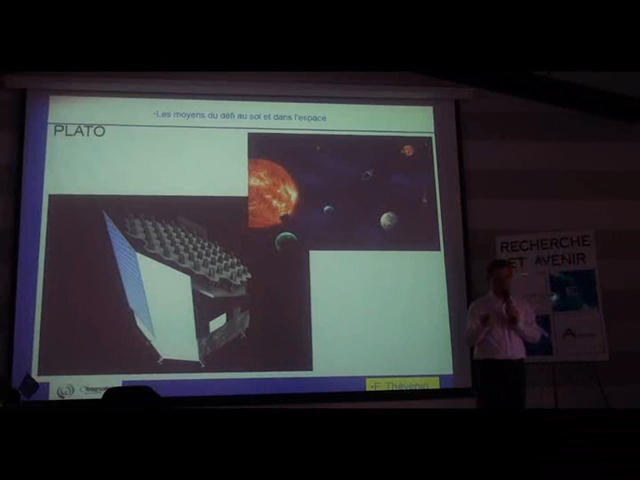 •Les moyens du défi au sol et dans l'espace
PLATO
RECHERCHE
ET AVENIR
•F. Thévenin